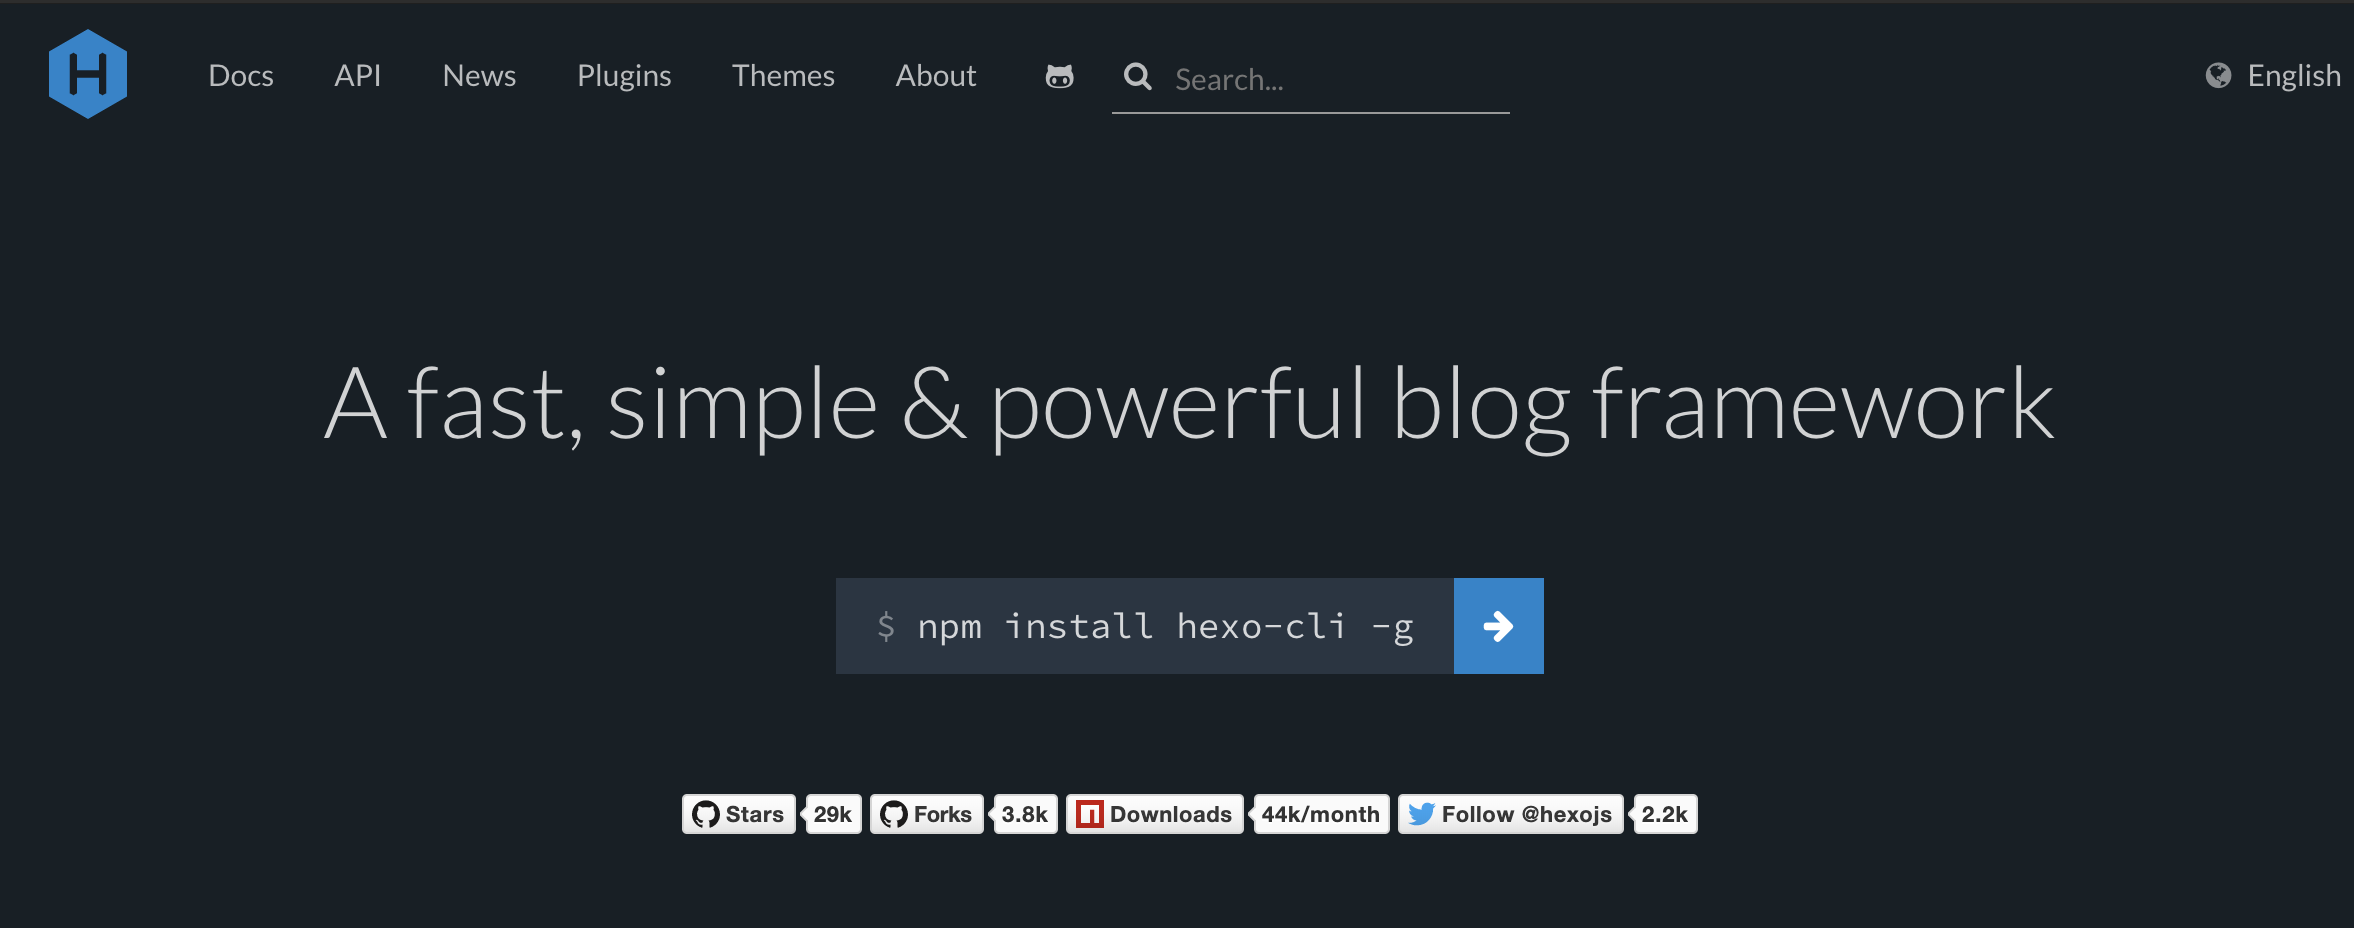 H
Docs API News Plugins Themes About Search... English
A fast, simple & powerful blog framework
$ npm install hexo-cli -g
Stars 29k Forks 3.8k Downloads 44k/month Follow @hexojs 2.2k